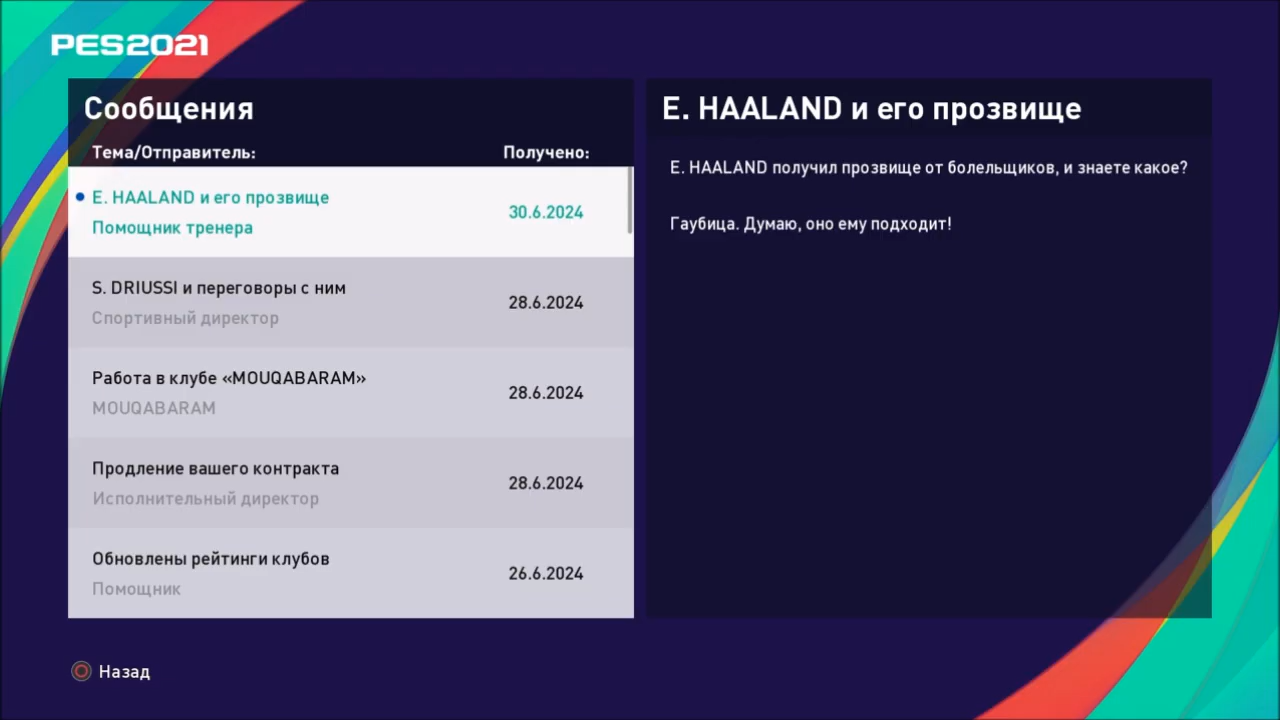 PES2021
Сообщения
Тема/Отправитель: Получено:
E. HAALAND и его прозвище
Помощник тренера
30.6.2024
S. DRIUSSI и переговоры с ним
Спортивный директор
28.6.2024
Работа в клубе «MOUQABARAM»
MOUQABARAM
28.6.2024
Продление вашего контракта
Исполнительный директор
28.6.2024
Обновлены рейтинги клубов
Помощник
26.6.2024
E. HAALAND и его прозвище
E. HAALAND получил прозвище от болельщиков, и знаете какое?
Гаубица. Думаю, оно ему подходит!
Назад